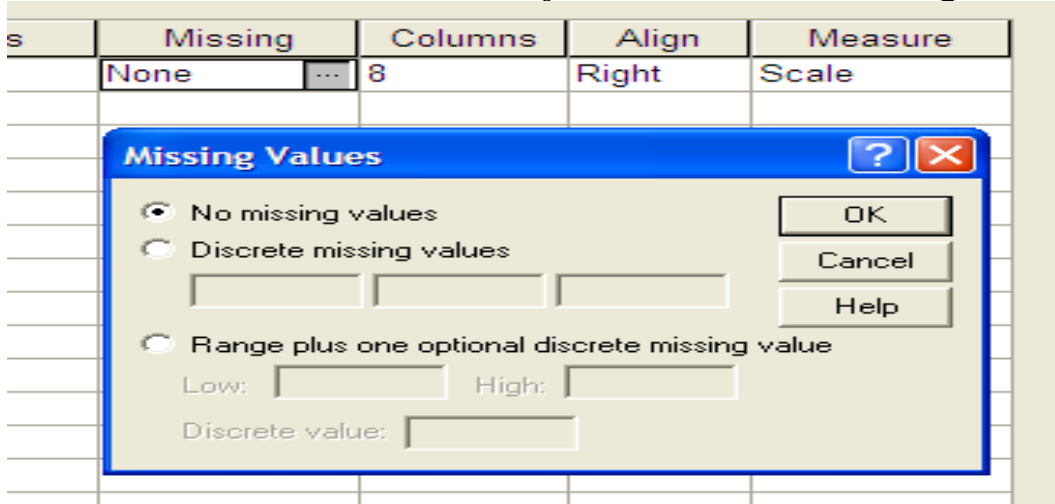 s Missing Columns Align Measure
None ... 8 Right Scale
Missing Values
No missing values
OK
Discrete missing values
Cancel
Help
Range plus one optional discrete missing value
Low: High:
Discrete value: